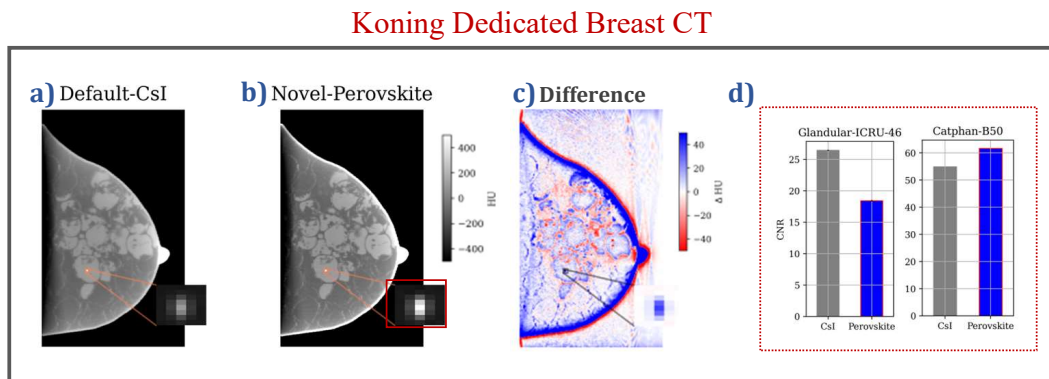 Koning Dedicated Breast CT
a) Default-CsI
b) Novel-Perovskite
c) Difference
d)
400
200
0
−200
−400
HU
40
20
0
−20
−40
Δ HU
Glandular-ICRU-46
25
20
15
10
5
0
CNR
CsI
Perovskite
Catphan-B50
60
50
40
30
20
10
0
CsI
Perovskite